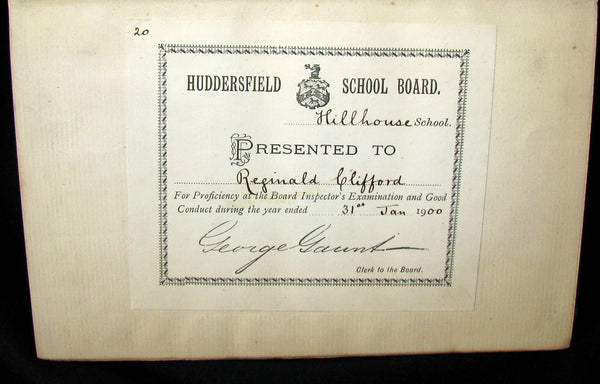 20
HUDDERSFIELD SCHOOL BOARD.
Hillhouse School.
PRESENTED TO
Reginald Clifford
For Proficiency at the Board Inspector's Examination and Good
Conduct during the year ended 31st Jan 1900
George Gaunt
Clerk to the Board.